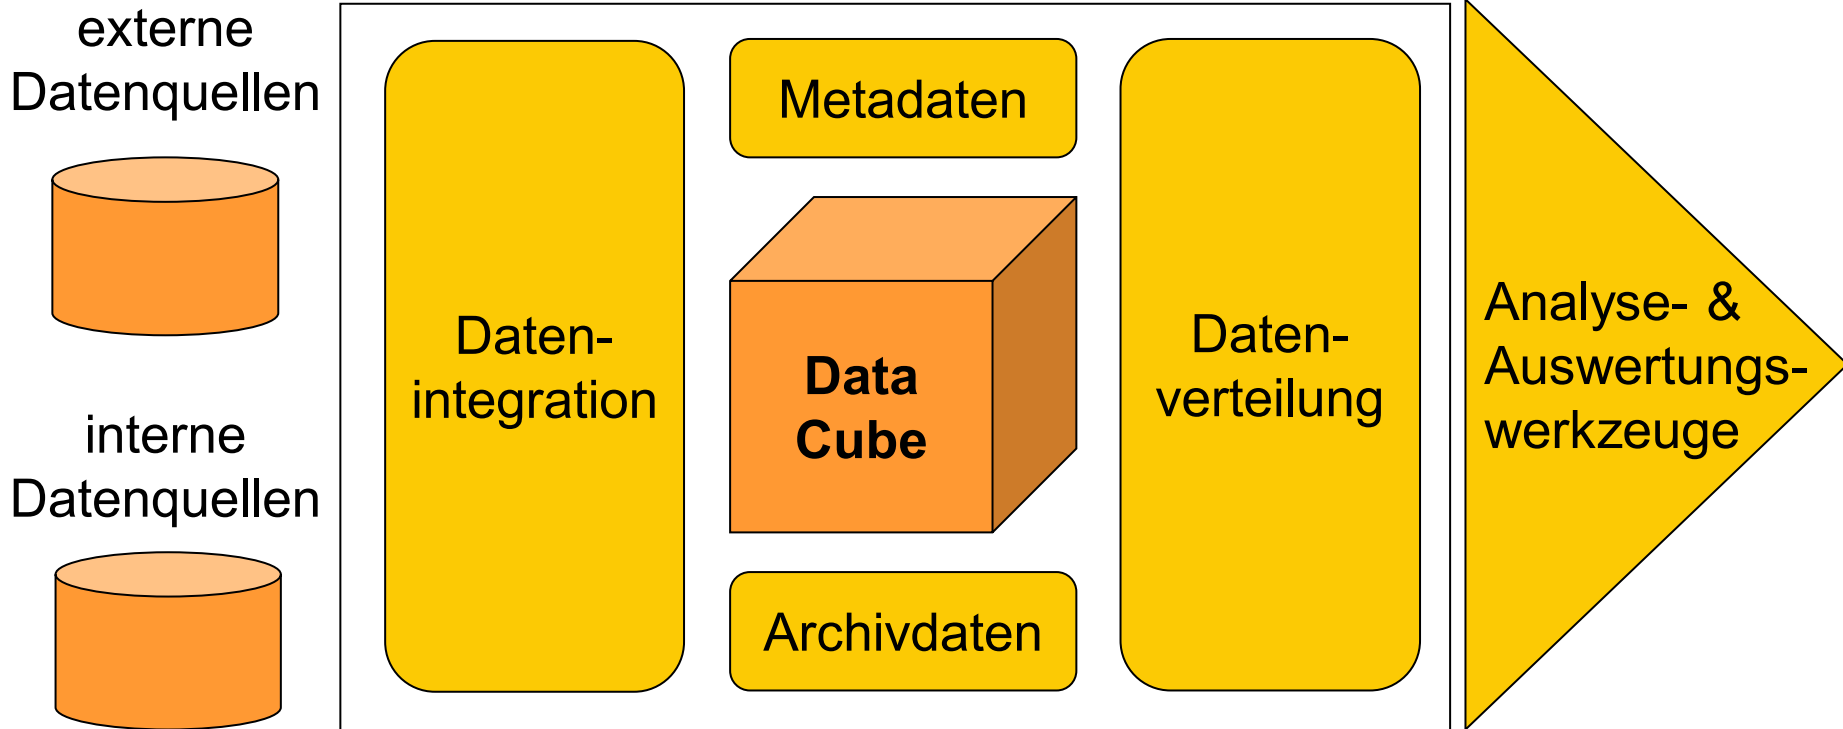 externe
Datenquellen
interne
Datenquellen
Daten-
integration
Metadaten
Data
Cube
Archivdaten
Daten-
verteilung
Analyse- &
Auswertungs-
werkzeuge